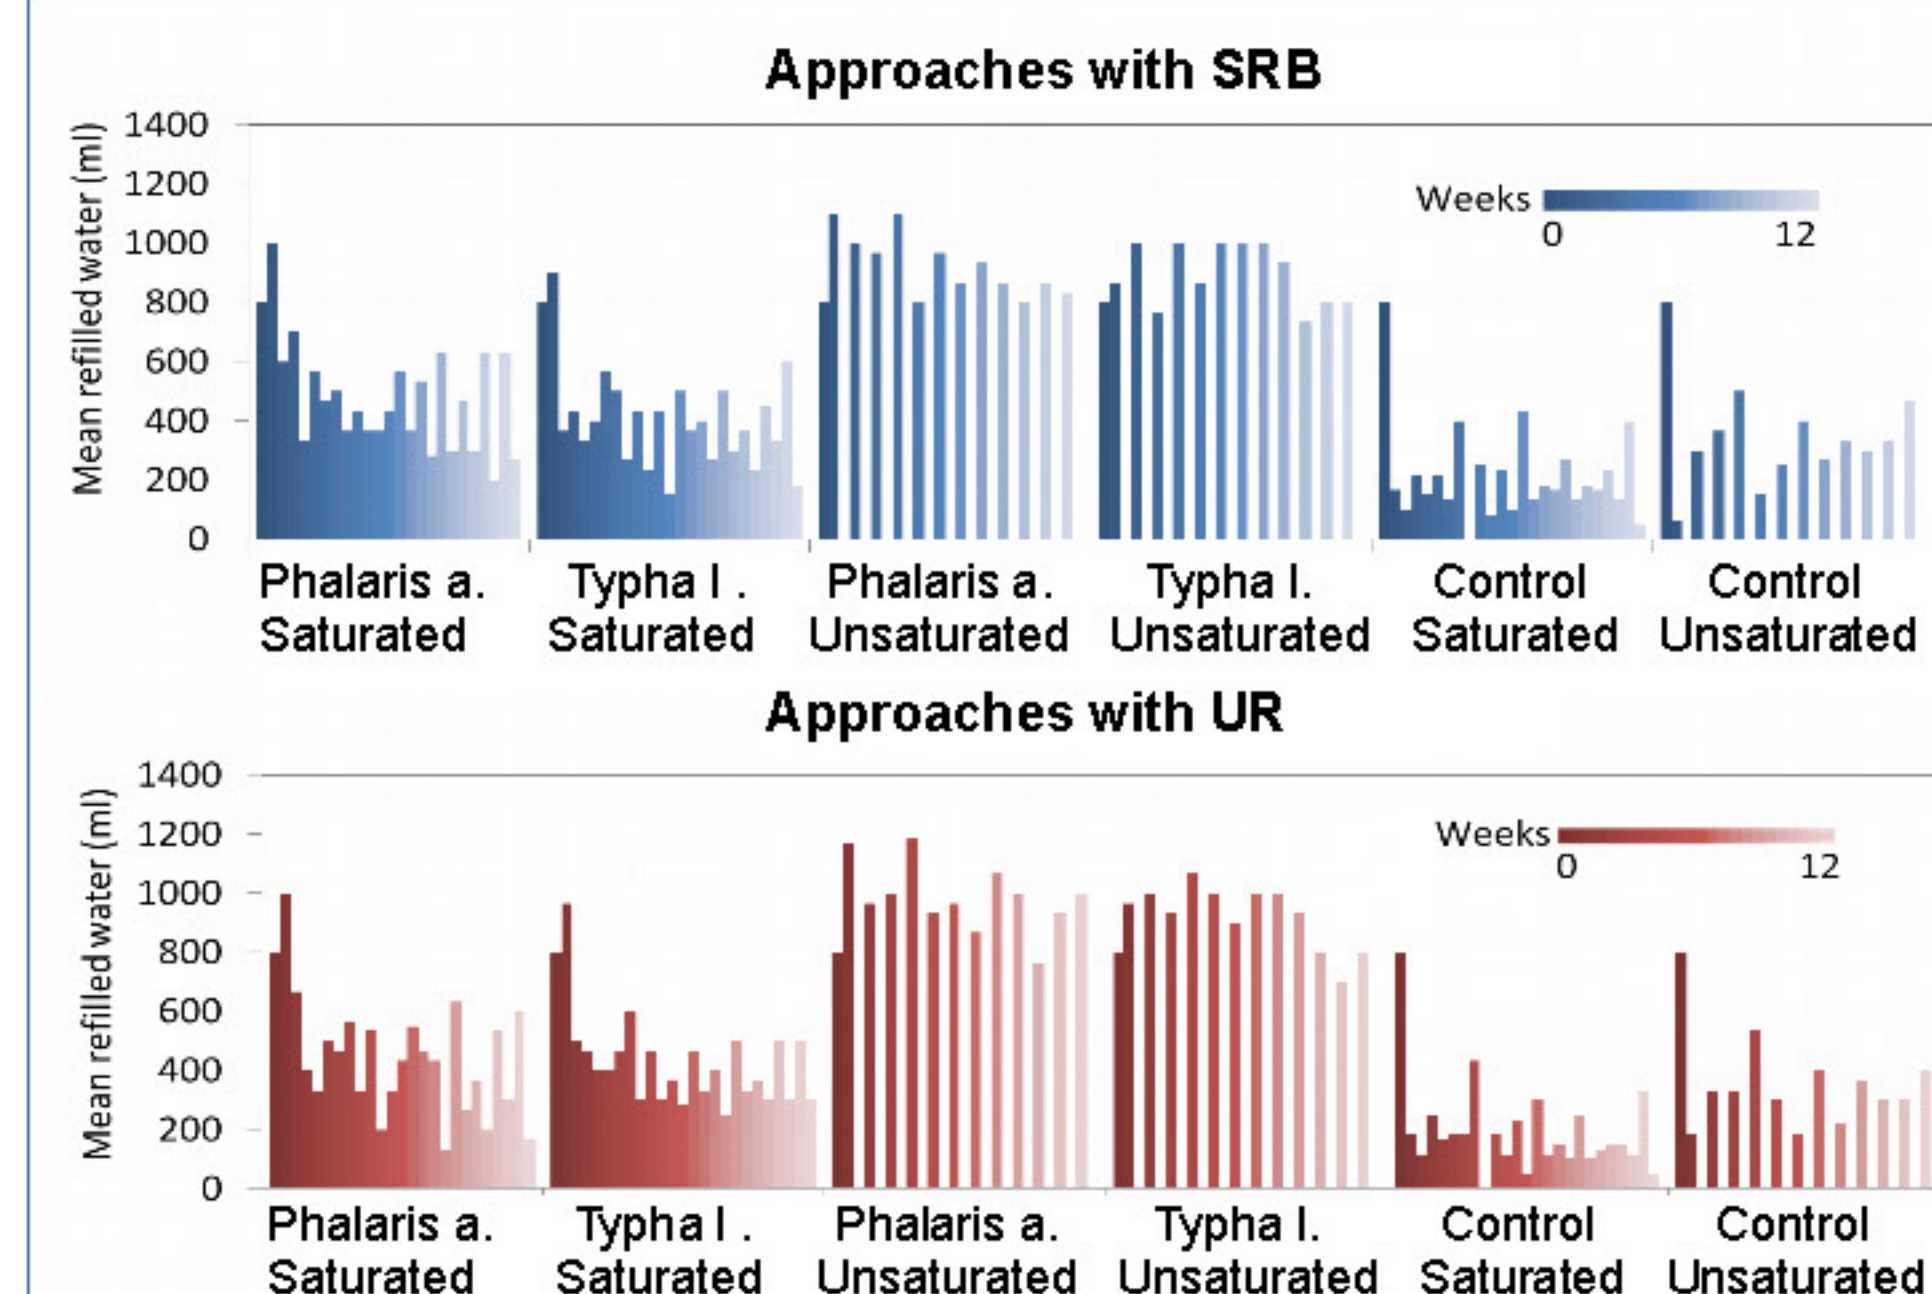 Approaches with SRB
Mean refilled water (ml)
1400
1200
1000
800
600
400
200
0
Weeks
0 12
Phalaris a. Typha l . Phalaris a. Typha l. Control Control
Saturated Saturated Unsaturated Unsaturated Saturated Unsaturated
Approaches with UR
Mean refilled water (ml)
1400
1200
1000
800
600
400
200
0
Weeks
0 12
Phalaris a. Typha l . Phalaris a. Typha l. Control Control
Saturated Saturated Unsaturated Unsaturated Saturated Unsaturated